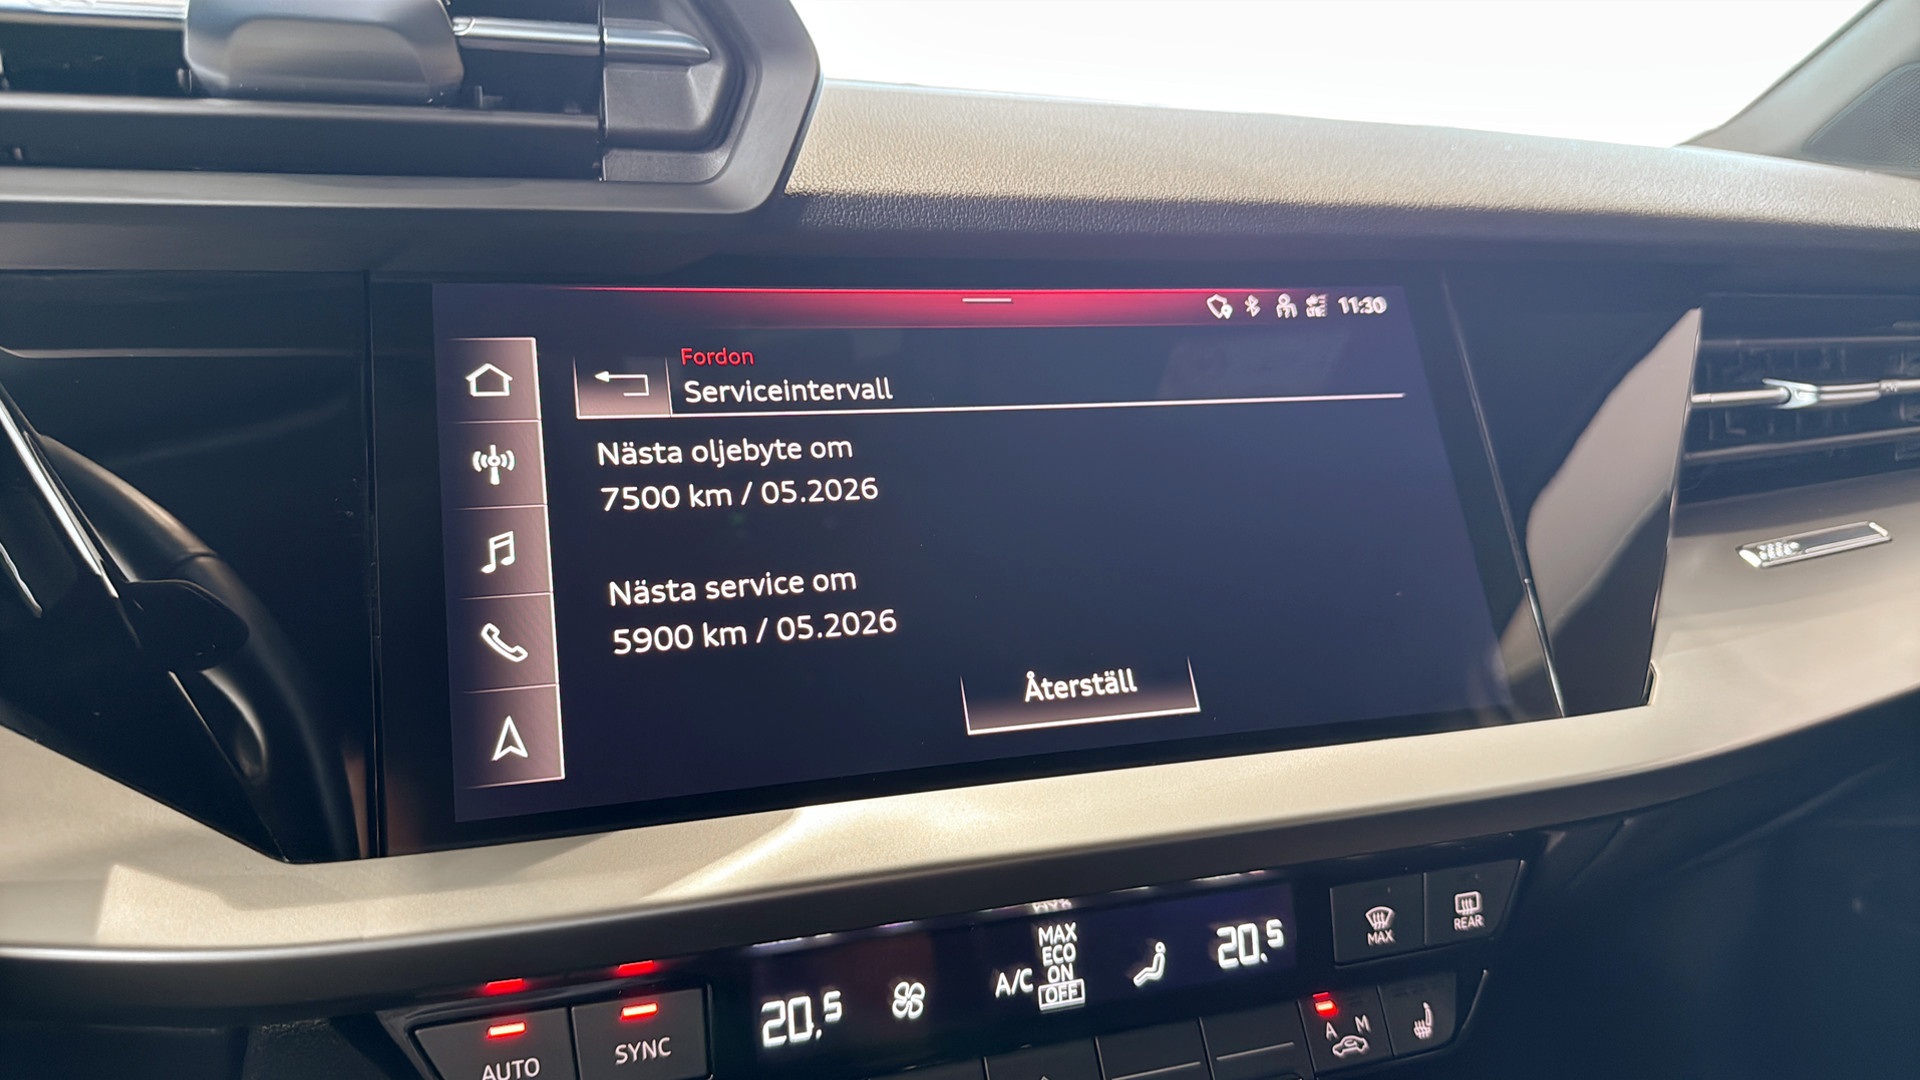 11:30
Fordon
Serviceintervall
Nästa oljebyte om
7500 km / 05.2026
Nästa service om
5900 km / 05.2026
Återställ
MAX
ECO
A/C ON
OFF
20.5
20.5
MAX
REAR
AUTO
SYNC
A M